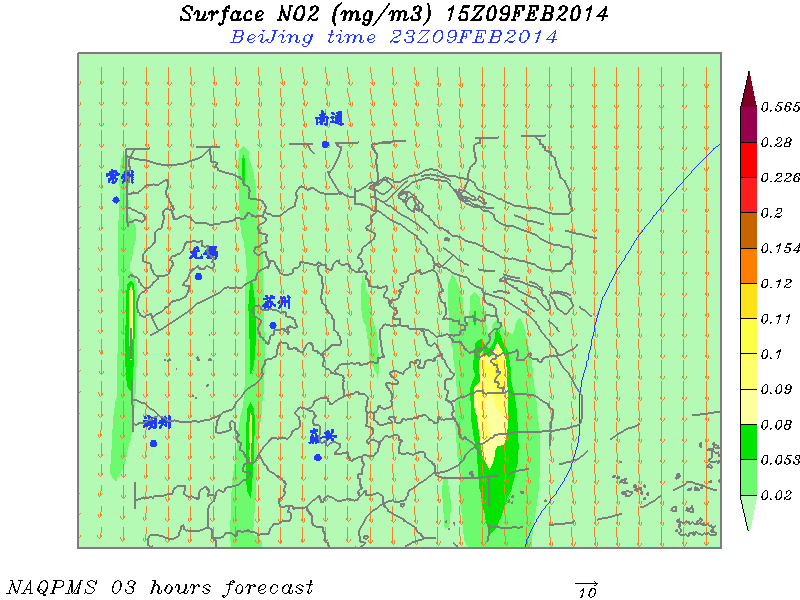 Surface NO2 (mg/m3) 15Z09FEB2014
BeiJing time 23Z09FEB2014
南通
常州
无锡
苏州
湖州
嘉兴
0.565
0.28
0.226
0.2
0.154
0.12
0.11
0.1
0.09
0.08
0.053
0.02
NAQPMS 03 hours forecast
10